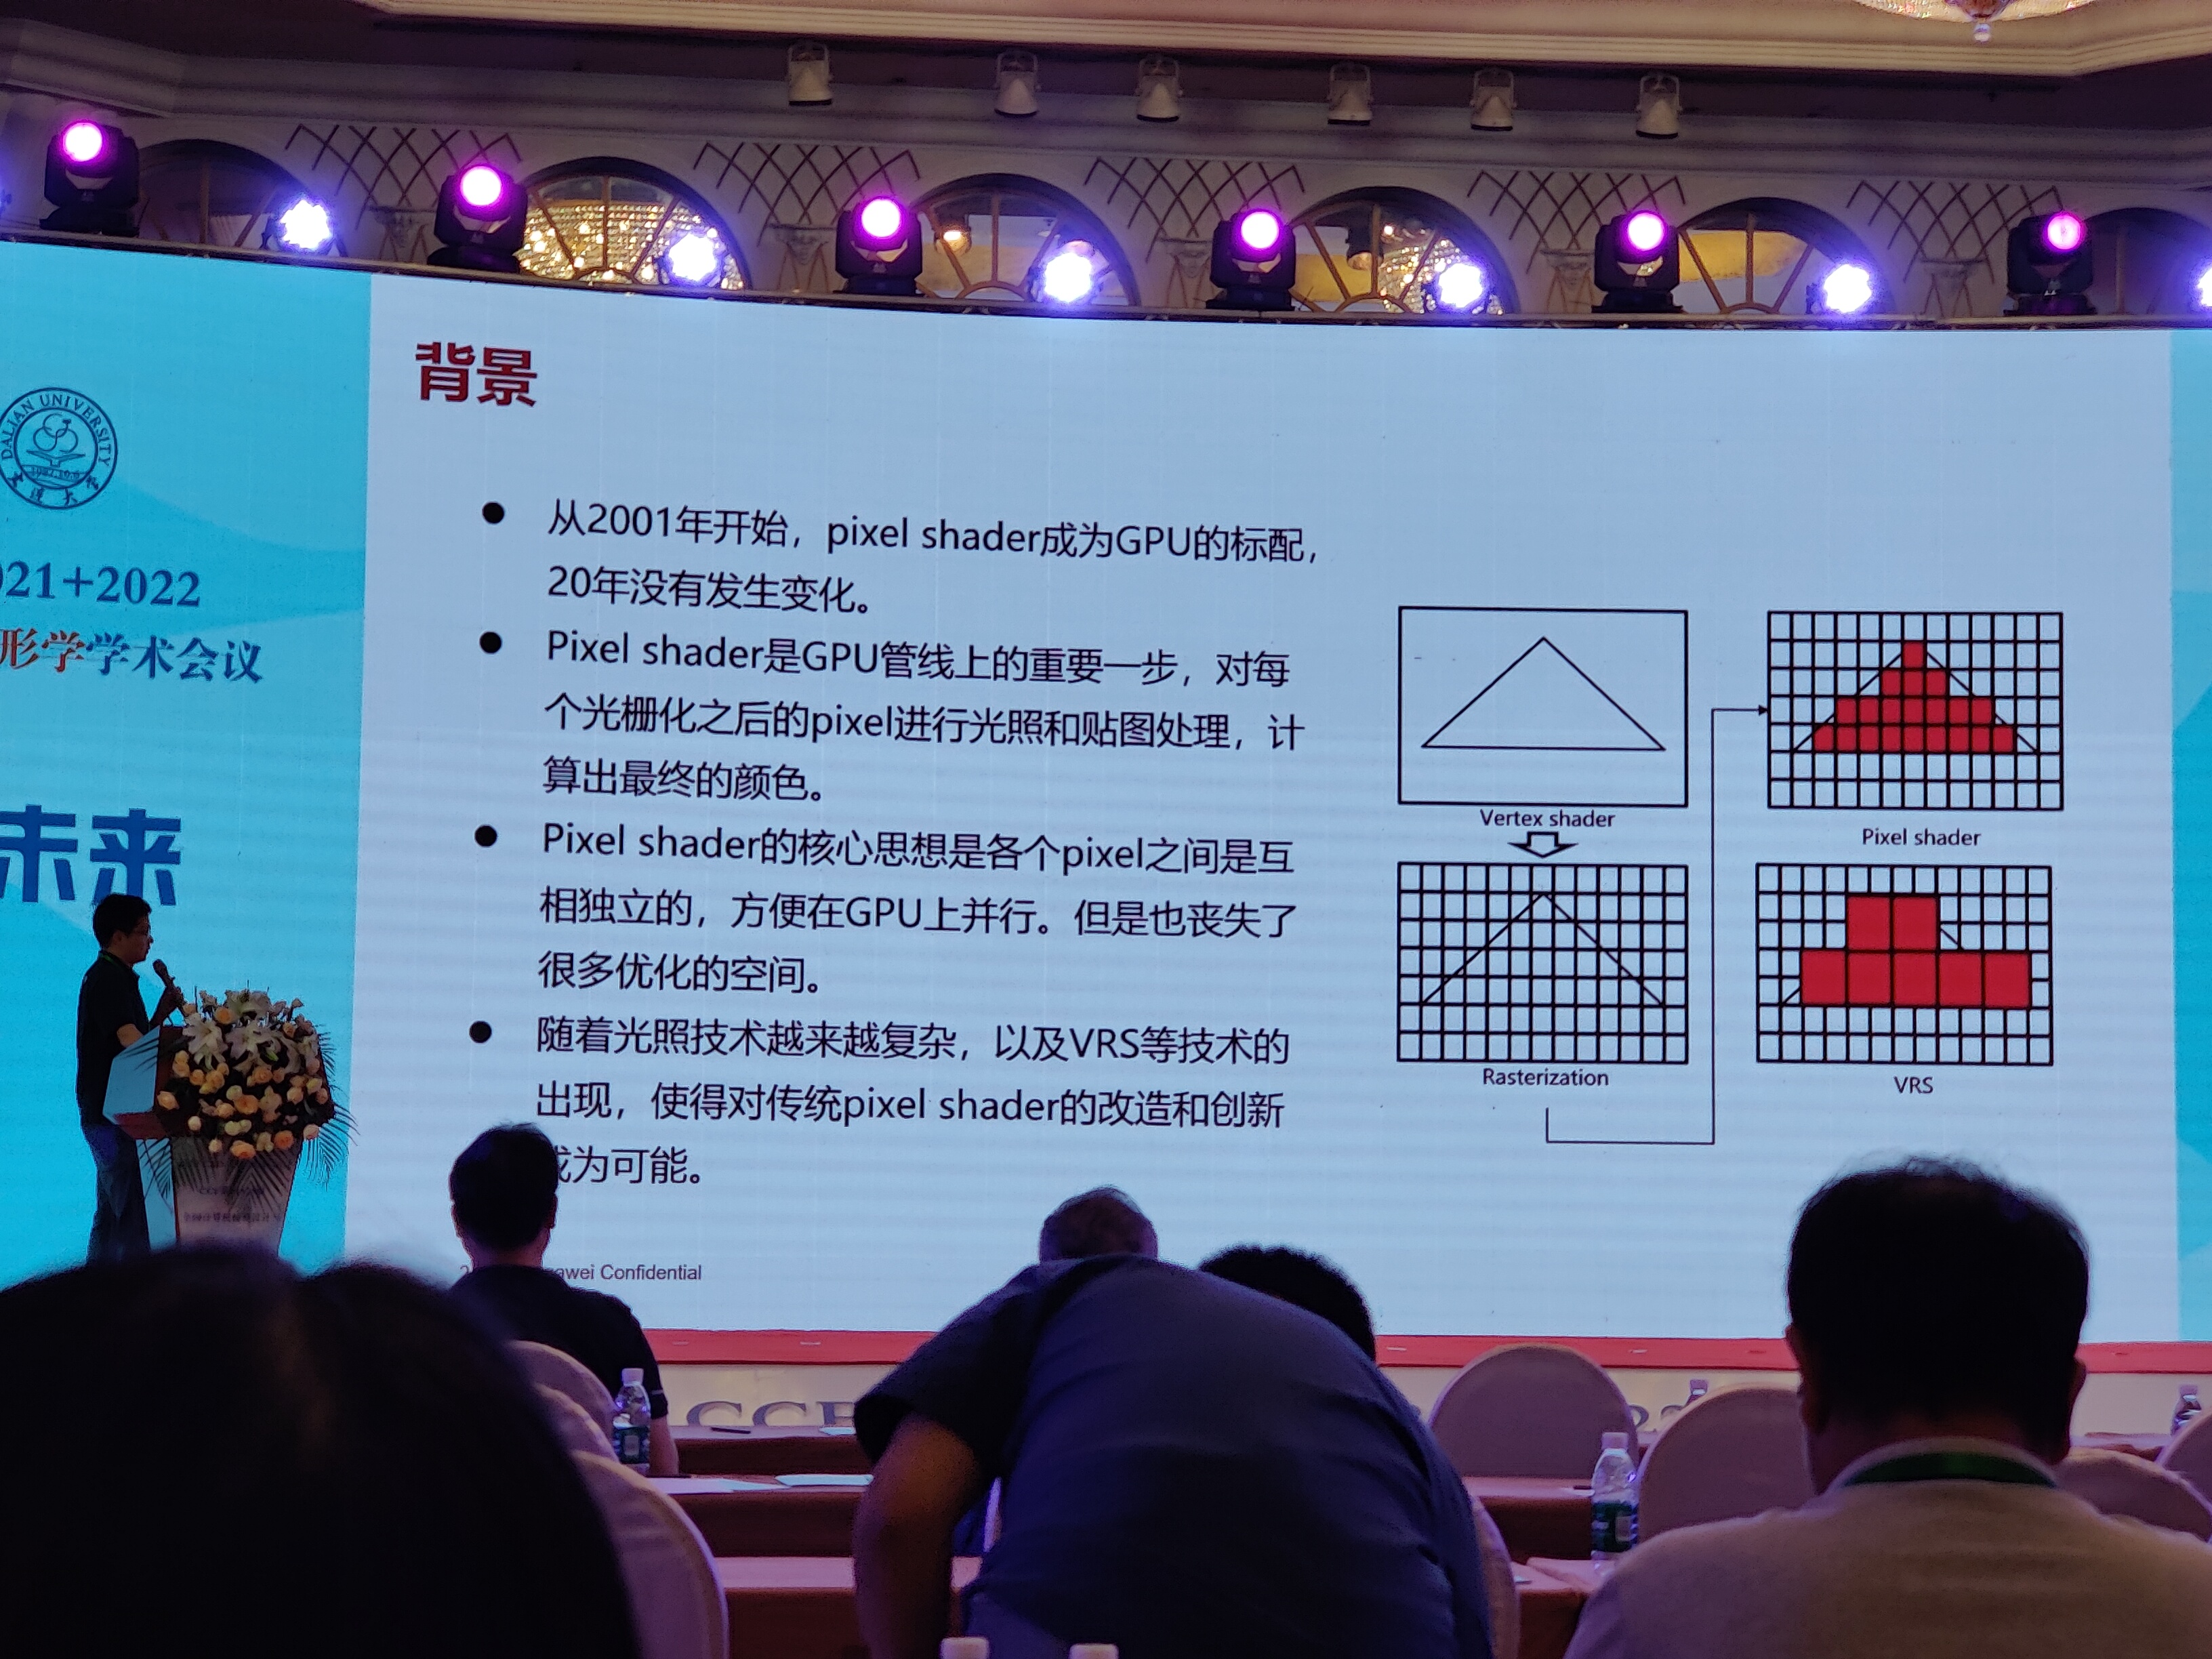 背景
从2001年开始，pixel shader成为GPU的标配，
20年没有发生变化。
Pixel shader是GPU管线上的重要一步，对每
个光栅化之后的pixel进行光照和贴图处理，计
算出最终的颜色。
Pixel shader的核心思想是各个pixel之间是互
相独立的，方便在GPU上并行。但是也丧失了
很多优化的空间。
随着光照技术越来越复杂，以及VRS等技术的
出现，使得对传统pixel shader的改造和创新
成为可能。
Vertex shader
Pixel shader
Rasterization
VRS
Confidential
DALIAN UNIVERSITY
21+2022
形学学术会议
未来